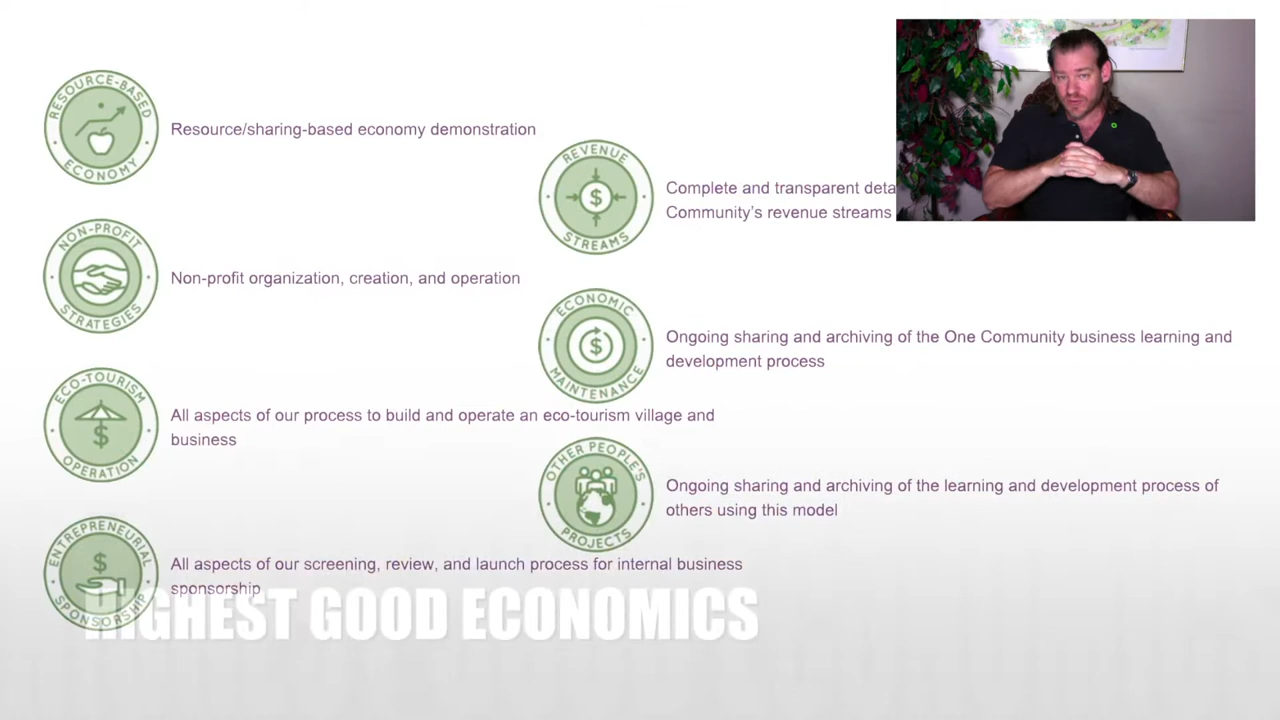 RESOURCE-BASED
ECONOMY
Resource/sharing-based economy demonstration
NON-PROFIT
STRATEGIES
Non-profit organization, creation, and operation
ECO-TOURISM
$
OPERATION
All aspects of our process to build and operate an eco-tourism village and
business
ENTREPRENEURIAL
$
SPONSORSHIP
All aspects of our screening, review, and launch process for internal business
sponsorship
REVENUE
$
STREAMS
Complete and transparent
Community's revenue streams
ECONOMIC
$
MAINTENANCE
Ongoing sharing and archiving of the One Community business learning and
development process
OTHER PEOPLE'S
PROJECTS
Ongoing sharing and archiving of the learning and development process of
others using this model
HIGHEST GOOD ECONOMICS